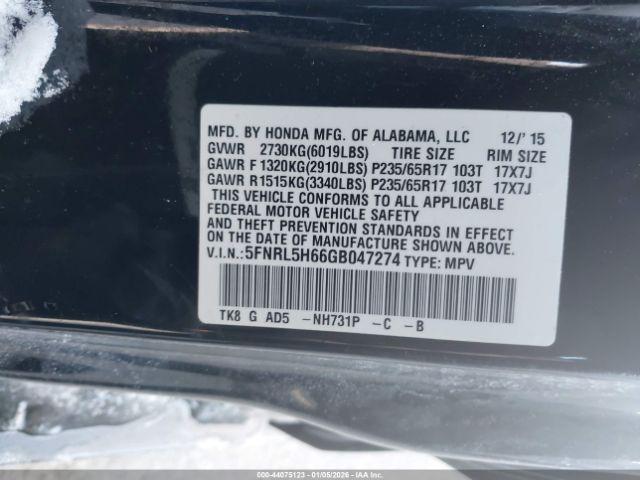 MFD. BY HONDA MFG. OF ALABAMA, LLC 12/'15
GVWR 2730KG(6019LBS) TIRE SIZE RIM SIZE
GAWR F 1320KG(2910LBS) P235/65R17 103T 17X7J
GAWR R1515KG(3340LBS) P235/65R17 103T 17X7J
THIS VEHICLE CONFORMS TO ALL APPLICABLE
FEDERAL MOTOR VEHICLE SAFETY
AND THEFT PREVENTION STANDARDS IN EFFECT
ON THE DATE OF MANUFACTURE SHOWN ABOVE.
V.I.N.:5FNRL5H66GB047274 TYPE: MPV
TK8 G AD5 -NH731P -C -B
000-44075123 - 01/05/2026 - IAAI.COM